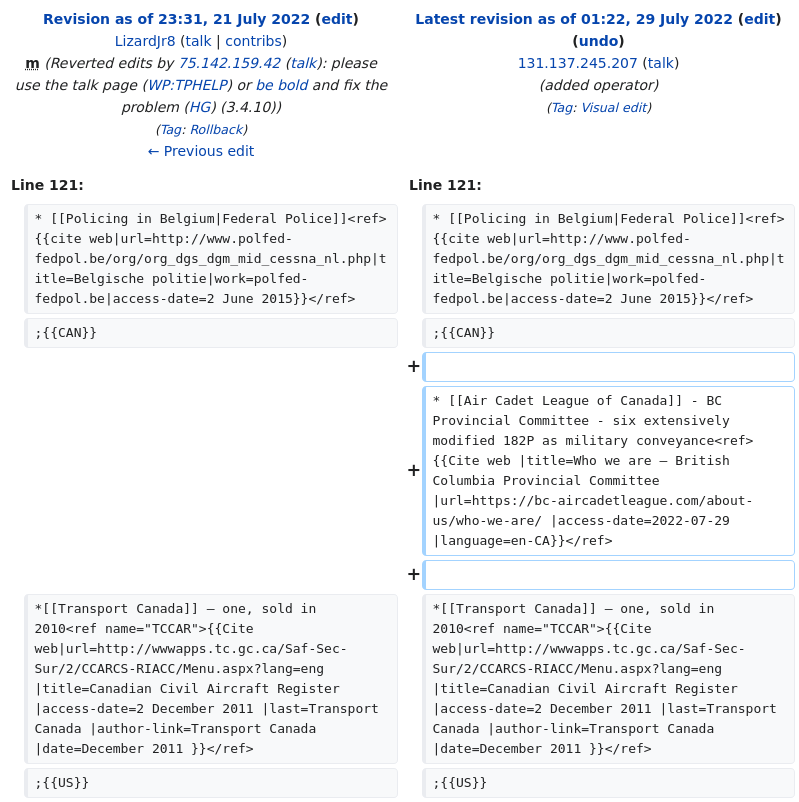 Revision as of 23:31, 21 July 2022 (edit)
LizardJr8 (talk | contribs)
m (Reverted edits by 75.142.159.42 (talk): please
use the talk page (WP:TPHELP) or be bold and fix the
problem (HG) (3.4.10))
(Tag: Rollback)
← Previous edit
Latest revision as of 01:22, 29 July 2022 (edit)
(undo)
131.137.245.207 (talk)
(added operator)
(Tag: Visual edit)
Line 121:
Line 121:
* [[Policing in Belgium|Federal Police]]<ref>
{{cite web|url=http://www.polfed-
fedpol.be/org/org_dgs_dgm_mid_cessna_nl.php|t
itle=Belgische politie|work=polfed-
fedpol.be|access-date=2 June 2015}}</ref>
* [[Policing in Belgium|Federal Police]]<ref>
{{cite web|url=http://www.polfed-
fedpol.be/org/org_dgs_dgm_mid_cessna_nl.php|t
itle=Belgische politie|work=polfed-
fedpol.be|access-date=2 June 2015}}</ref>
;{{CAN}}
;{{CAN}}
+
+
* [[Air Cadet League of Canada]] - BC
Provincial Committee - six extensively
modified 182P as military conveyance<ref>
{{Cite web |title=Who we are – British
Columbia Provincial Committee
|url=https://bc-aircadetleague.com/about-
us/who-we-are/ |access-date=2022-07-29
|language=en-CA}}</ref>
+
*[[Transport Canada]] – one, sold in
2010<ref name="TCCAR">{{Cite
web|url=http://wwwapps.tc.gc.ca/Saf-Sec-
Sur/2/CCARCS-RIACC/Menu.aspx?lang=eng
|title=Canadian Civil Aircraft Register
|access-date=2 December 2011 |last=Transport
Canada |author-link=Transport Canada
|date=December 2011 }}</ref>
*[[Transport Canada]] – one, sold in
2010<ref name="TCCAR">{{Cite
web|url=http://wwwapps.tc.gc.ca/Saf-Sec-
Sur/2/CCARCS-RIACC/Menu.aspx?lang=eng
|title=Canadian Civil Aircraft Register
|access-date=2 December 2011 |last=Transport
Canada |author-link=Transport Canada
|date=December 2011 }}</ref>
;{{US}}
;{{US}}